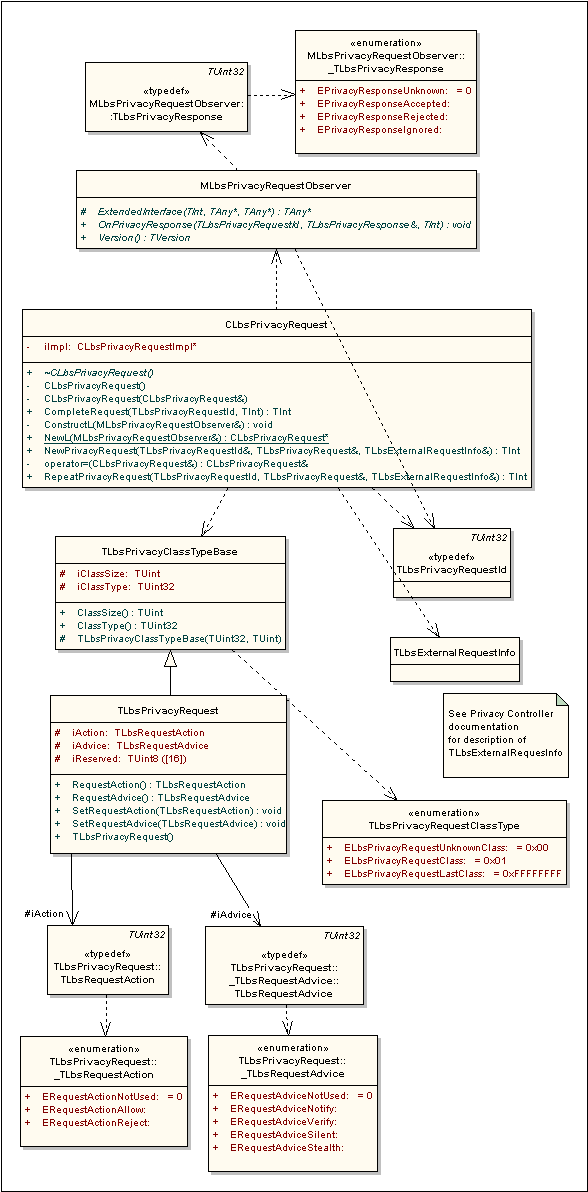 «enumeration»
MLbsPrivacyRequestObserver::
_TLbsPrivacyResponse
+ EPrivacyResponseUnknown: = 0
+ EPrivacyResponseAccepted:
+ EPrivacyResponseRejected:
+ EPrivacyResponseIgnored:
TUint32
«typedef»
MLbsPrivacyRequestObserver:
:TLbsPrivacyResponse
MLbsPrivacyRequestObserver
# ExtendedInterface(TInt, TAny*, TAny*) : TAny*
+ OnPrivacyResponse(TLbsPrivacyRequestId, TLbsPrivacyResponse&, TInt) : void
+ Version() : TVersion
CLbsPrivacyRequest
- iImpl: CLbsPrivacyRequestImpl*
+ ~CLbsPrivacyRequest()
- CLbsPrivacyRequest()
- CLbsPrivacyRequest(CLbsPrivacyRequest&)
+ CompleteRequest(TLbsPrivacyRequestId, TInt) : TInt
- ConstructL(MLbsPrivacyRequestObserver&) : void
+ NewL(MLbsPrivacyRequestObserver&) : CLbsPrivacyRequest*
+ NewPrivacyRequest(TLbsPrivacyRequestId&, TLbsPrivacyRequest&, TLbsExternalRequestInfo&) : TInt
- operator=(CLbsPrivacyRequest&) : CLbsPrivacyRequest&
+ RepeatPrivacyRequest(TLbsPrivacyRequestId, TLbsPrivacyRequest&, TLbsExternalRequestInfo&) : TInt
TLbsPrivacyClassTypeBase
# iClassSize: TUint
# iClassType: TUint32
+ ClassSize() : TUint
+ ClassType() : TUint32
# TLbsPrivacyClassTypeBase(TUint32, TUint)
TUint32
«typedef»
TLbsPrivacyRequestId
TLbsExternalRequestInfo
See Privacy Controller
documentation
for description of
TLbsExternalRequesInfo
TLbsPrivacyRequest
# iAction: TLbsRequestAction
# iAdvice: TLbsRequestAdvice
# iReserved: TUint8 ([16])
+ RequestAction() : TLbsRequestAction
+ RequestAdvice() : TLbsRequestAdvice
+ SetRequestAction(TLbsRequestAction) : void
+ SetRequestAdvice(TLbsRequestAdvice) : void
+ TLbsPrivacyRequest()
«enumeration»
TLbsPrivacyRequestClassType
+ ELbsPrivacyRequestUnknownClass: = 0x00
+ ELbsPrivacyRequestClass: = 0x01
+ ELbsPrivacyRequestLastClass: = 0xFFFFFFFF
#iAction
#iAdvice
TUint32
«typedef»
TLbsPrivacyRequest::
TLbsRequestAction
TUint32
«typedef»
TLbsPrivacyRequest::
_TLbsRequestAdvice::
TLbsRequestAdvice
«enumeration»
TLbsPrivacyRequest::
_TLbsRequestAction
+ ERequestActionNotUsed: = 0
+ ERequestActionAllow:
+ ERequestActionReject:
«enumeration»
TLbsPrivacyRequest::
_TLbsRequestAdvice
+ ERequestAdviceNotUsed: = 0
+ ERequestAdviceNotify:
+ ERequestAdviceVerify:
+ ERequestAdviceSilent:
+ ERequestAdviceStealth: